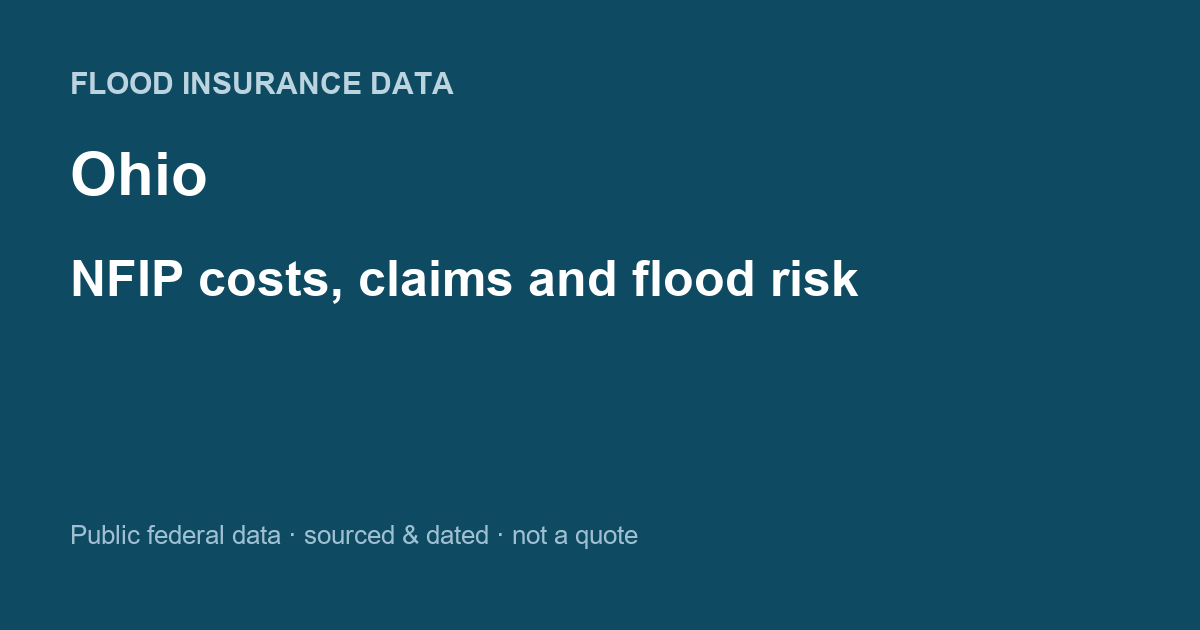 FLOOD INSURANCE DATA
Ohio
NFIP costs, claims and flood risk
Public federal data · sourced & dated · not a quote